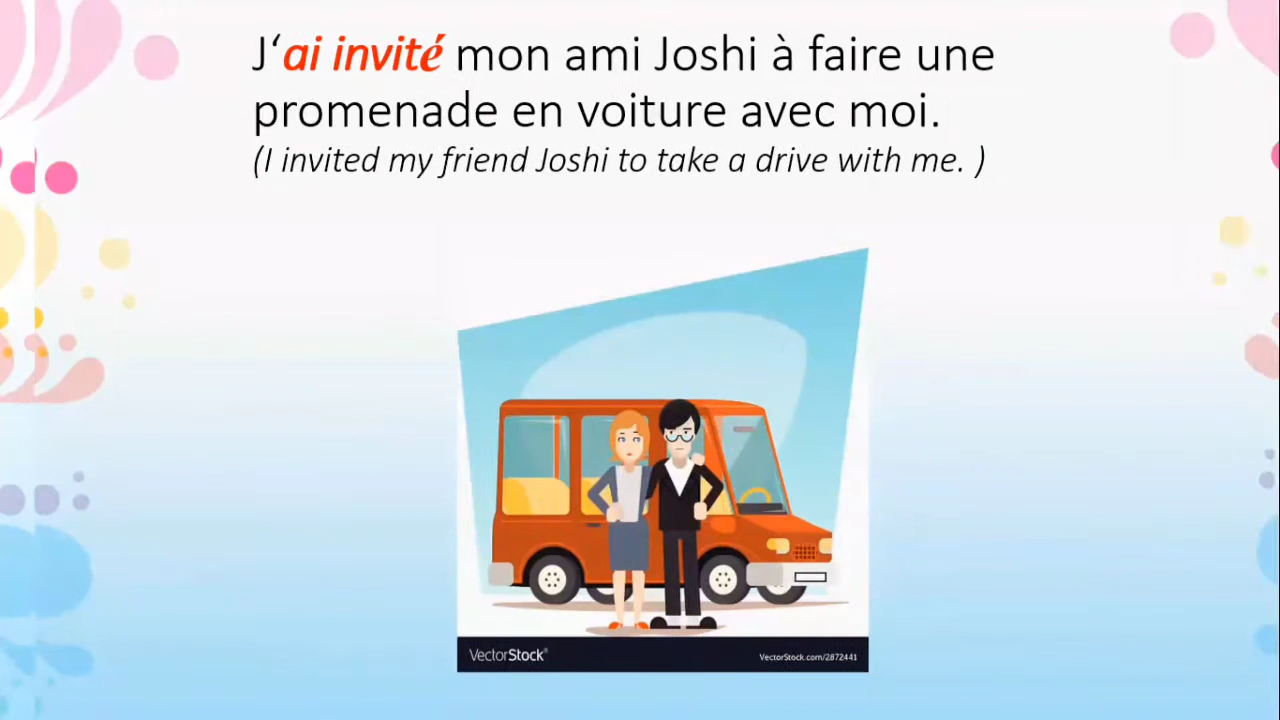 J‘ai invité mon ami Joshi à faire une
promenade en voiture avec moi.
(I invited my friend Joshi to take a drive with me. )
VectorStock®
VectorStock.com/2872441